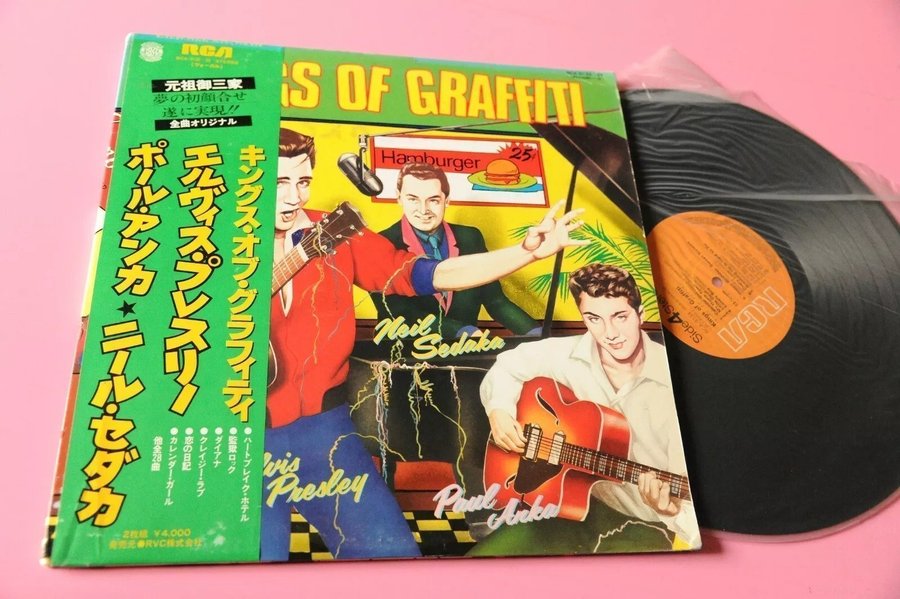 RCA
元祖御三家
夢の初顔合せ
遂に実現!!
全曲オリジナル
キングス・オブ・グラフィティ
エルヴィス・プレスリー
ポール・アンカ★ニール・セダカ
●ハートブレイク・ホテル
●監獄ロック
●ダイアナ
●クレイジー・ラブ
●恋の日記
●カレンダー・ガール
他全28曲
2枚組 ¥4,000
発売元●RVC株式会社
GS OF GRAFFITI
Hamburger 25¢
Neil Sedaka
lvis Presley
Paul Anka
Side 4
Kings of Graffiti
RCA